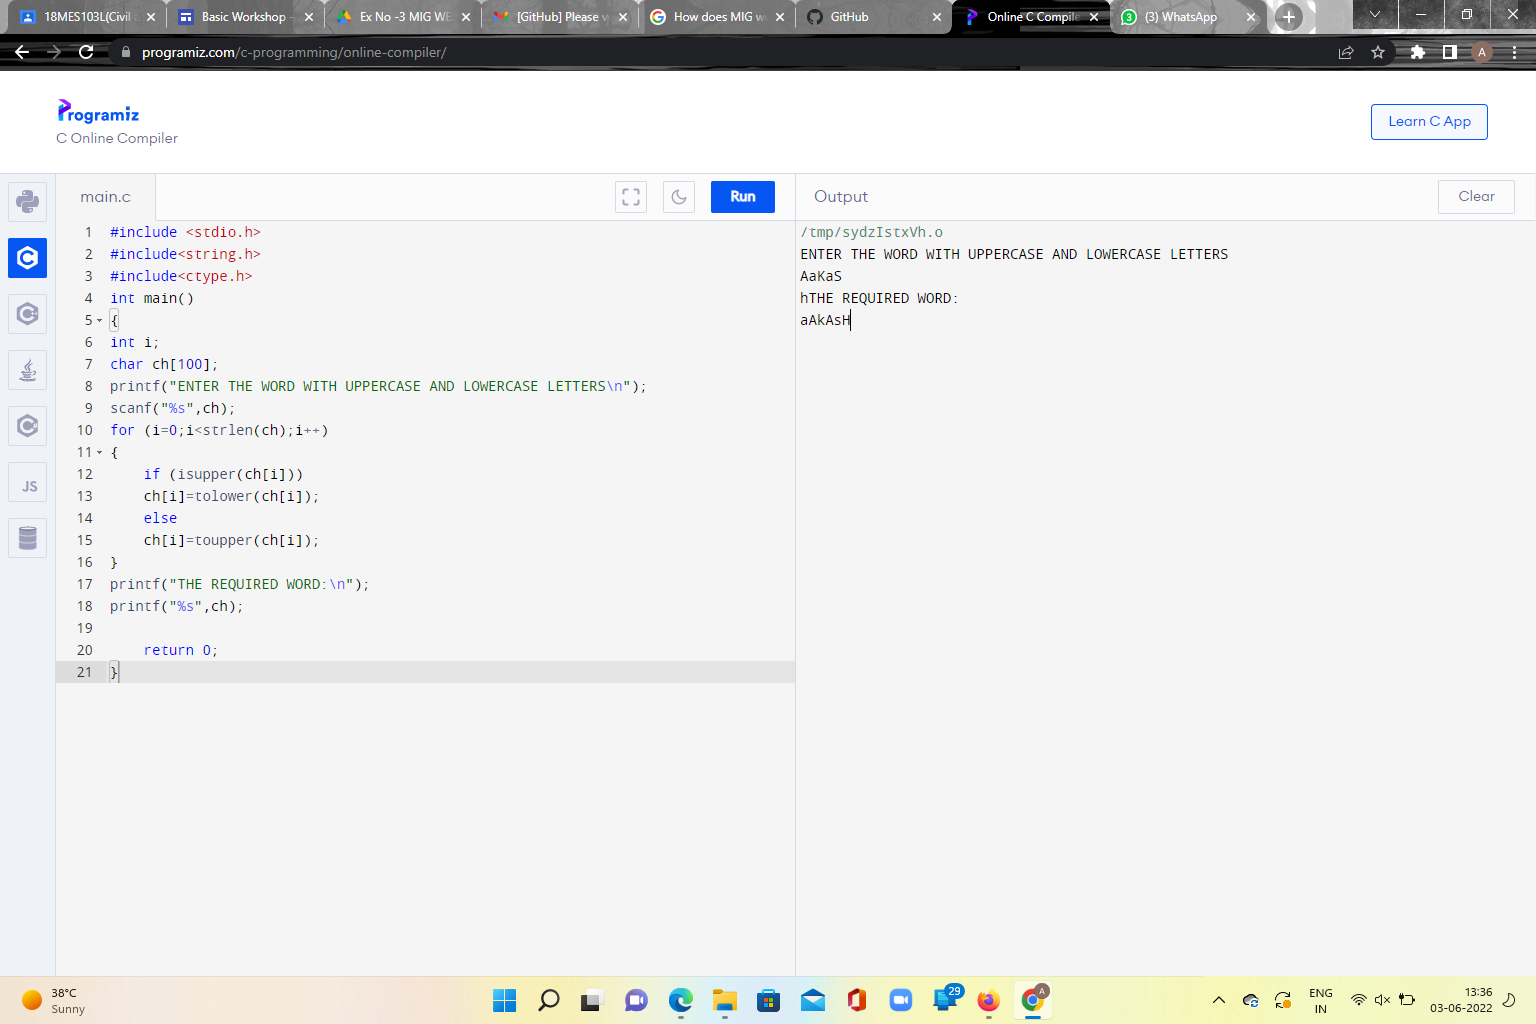 18MES103L(Civil
Basic Workshop
Ex No -3 MIG WE
[GitHub] Please
How does MIG w
GitHub
Online C Compile
(3) WhatsApp
programiz.com/c-programming/online-compiler/
A
Programiz
C Online Compiler
Learn C App
main.c
Run
Output
Clear
1 #include <stdio.h>
2 #include<string.h>
3 #include<ctype.h>
4 int main()
5 {
6 int i;
7 char ch[100];
8 printf("ENTER THE WORD WITH UPPERCASE AND LOWERCASE LETTERS\n");
9 scanf("%s",ch);
10 for (i=0;i<strlen(ch);i++)
11 {
12 if (isupper(ch[i]))
13 ch[i]=tolower(ch[i]);
14 else
15 ch[i]=toupper(ch[i]);
16 }
17 printf("THE REQUIRED WORD:\n");
18 printf("%s",ch);
19
20 return 0;
21 }
/tmp/sydzIstxVh.o
ENTER THE WORD WITH UPPERCASE AND LOWERCASE LETTERS
AaKaS
hTHE REQUIRED WORD:
aAkAsH
JS
38°C
Sunny
29
A
ENG
IN
13:36
03-06-2022